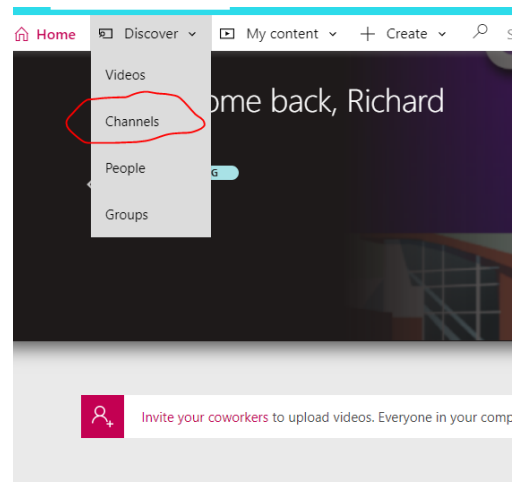 Home Discover My content Create S
Videos
ome back, Richard
Channels
People
G
Groups
Invite your coworkers to upload videos. Everyone in your comp